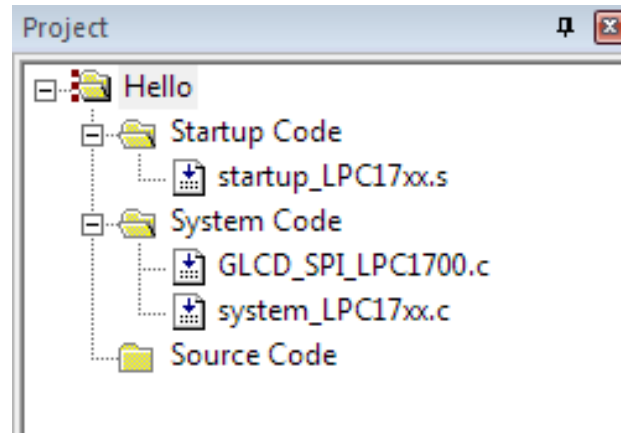 Project
Hello
Startup Code
startup_LPC17xx.s
System Code
GLCD_SPI_LPC1700.c
system_LPC17xx.c
Source Code